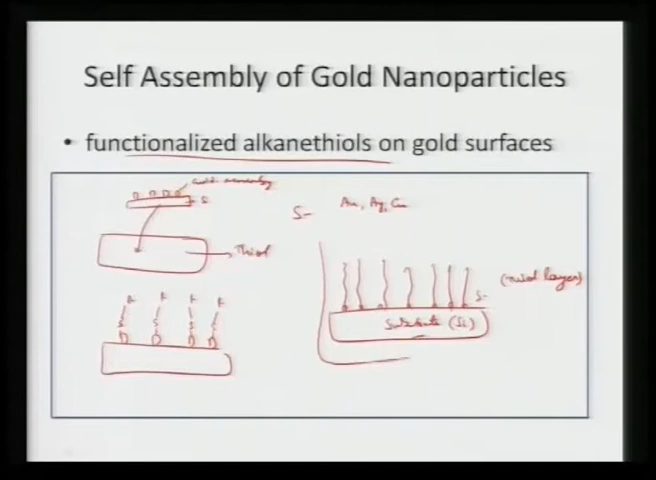 Self Assembly of Gold Nanoparticles
• functionalized alkanethiols on gold surfaces
S-
Au, Ag, Cu
Thiol
R R R R
S S S S
S-
(thiol layer)
Substrate (Si)